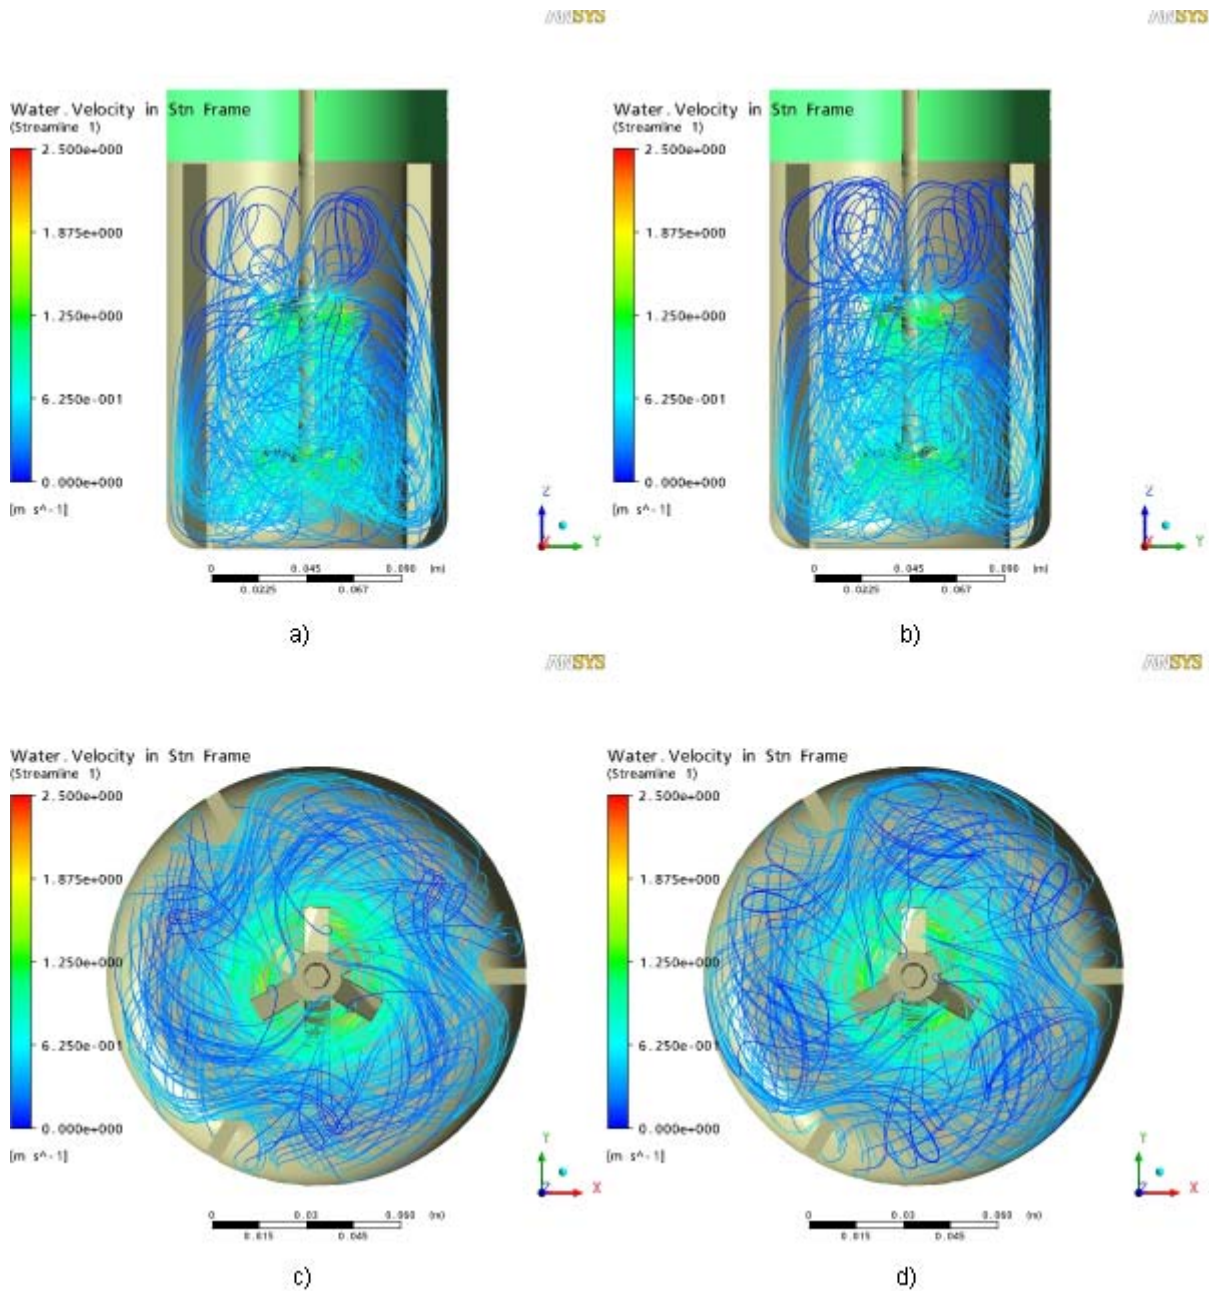 ANSYS
ANSYS
Water.Velocity in Stn Frame
(Streamline 1)
2.500e+000
1.875e+000
1.250e+000
6.250e-001
0.000e+000
[m s^-1]
Z
X
Y
0 0.045 0.090 (m)
0.0225 0.067
a)
Water.Velocity in Stn Frame
(Streamline 1)
2.500e+000
1.875e+000
1.250e+000
6.250e-001
0.000e+000
[m s^-1]
Z
X
Y
0 0.045 0.090 (m)
0.0225 0.067
b)
ANSYS
ANSYS
Water.Velocity in Stn Frame
(Streamline 1)
2.500e+000
1.875e+000
1.250e+000
6.250e-001
0.000e+000
[m s^-1]
Y
Z
X
0 0.03 0.060 (m)
0.015 0.045
c)
Water.Velocity in Stn Frame
(Streamline 1)
2.500e+000
1.875e+000
1.250e+000
6.250e-001
0.000e+000
[m s^-1]
Y
Z
X
0 0.03 0.060 (m)
0.015 0.045
d)